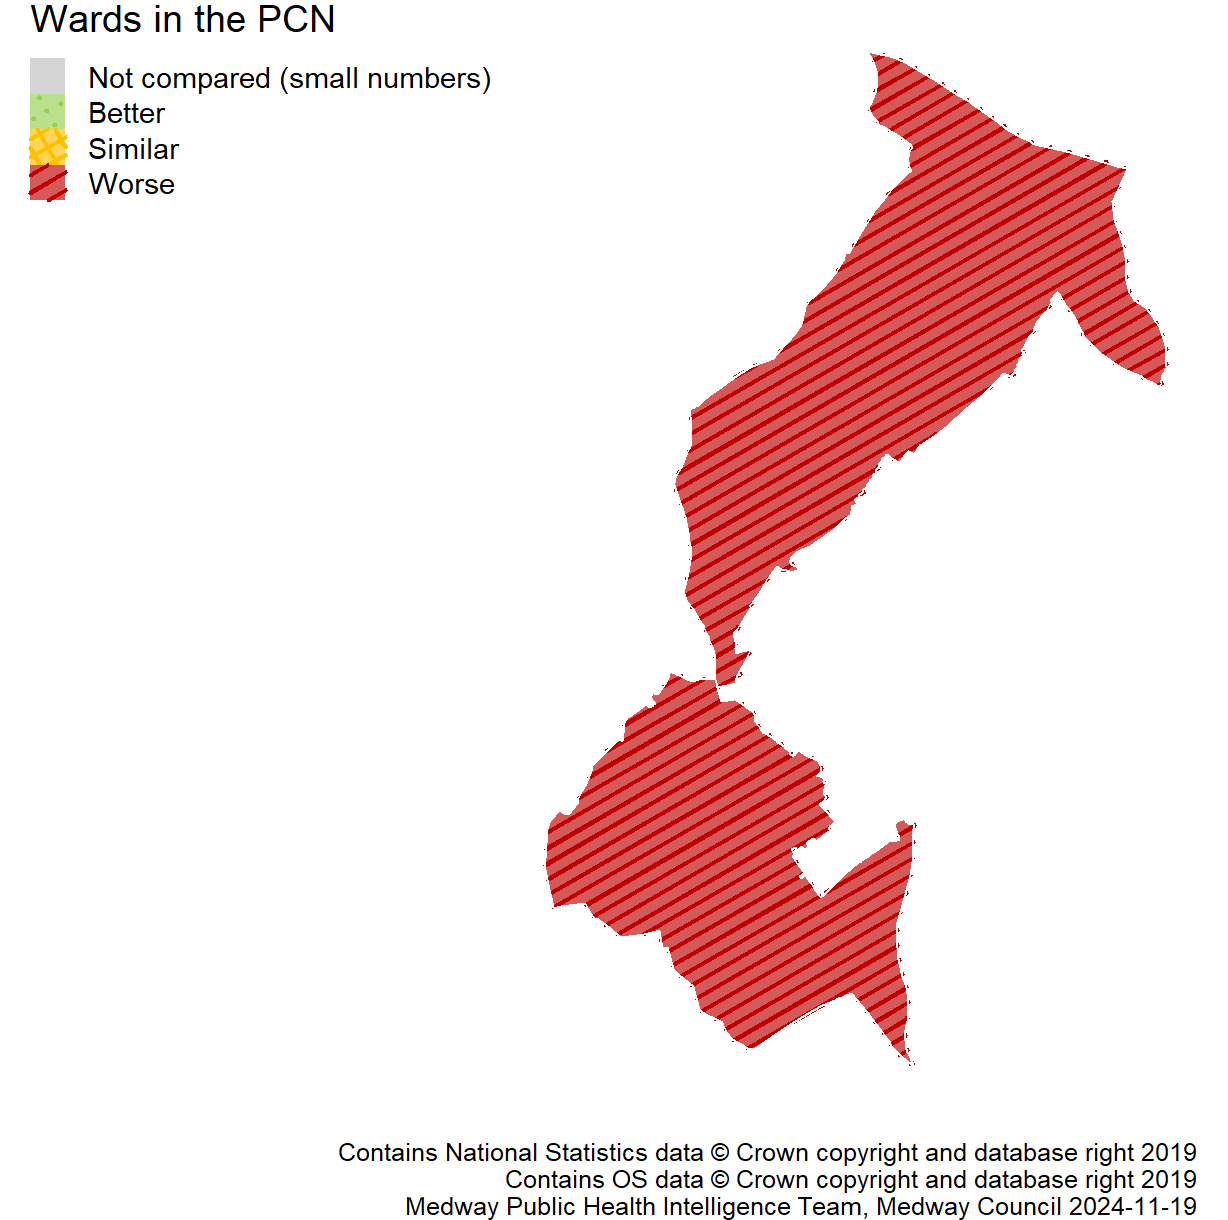 Wards in the PCN
Not compared (small numbers)
Better
Similar
Worse
Contains National Statistics data © Crown copyright and database right 2019
Contains OS data © Crown copyright and database right 2019
Medway Public Health Intelligence Team, Medway Council 2024-11-19